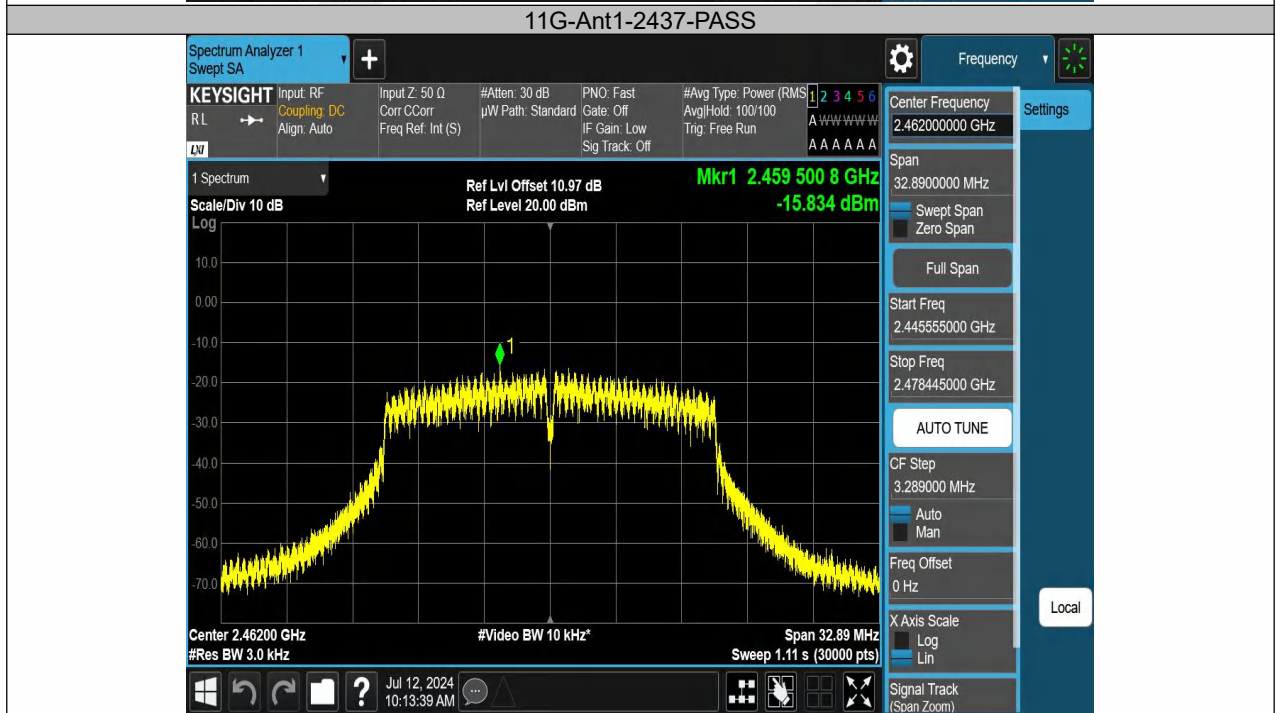 11G-Ant1-2437-PASS
Spectrum Analyzer 1
Swept SA
+
Frequency
KEYSIGHT
RL
LXI
Input: RF
Coupling: DC
Align: Auto
Input Z: 50 Ω
Corr CCorr
Freq Ref: Int (S)
#Atten: 30 dB
µW Path: Standard
PNO: Fast
Gate: Off
IF Gain: Low
Sig Track: Off
#Avg Type: Power (RMS
Avg|Hold: 100/100
Trig: Free Run
1 2 3 4 5 6
A W W W W W
A A A A A A
1 Spectrum
Scale/Div 10 dB
Log
Ref Lvl Offset 10.97 dB
Ref Level 20.00 dBm
Mkr1 2.459 500 8 GHz
-15.834 dBm
10.0
0.00
-10.0
-20.0
-30.0
-40.0
-50.0
-60.0
-70.0
1
Center 2.46200 GHz
#Res BW 3.0 kHz
#Video BW 10 kHz*
Span 32.89 MHz
Sweep 1.11 s (30000 pts)
?
Jul 12, 2024
10:13:39 AM
Center Frequency
2.462000000 GHz
Settings
Span
32.8900000 MHz
Swept Span
Zero Span
Full Span
Start Freq
2.445555000 GHz
Stop Freq
2.478445000 GHz
AUTO TUNE
CF Step
3.289000 MHz
Auto
Man
Freq Offset
0 Hz
X Axis Scale
Log
Lin
Local
Signal Track
(Span Zoom)